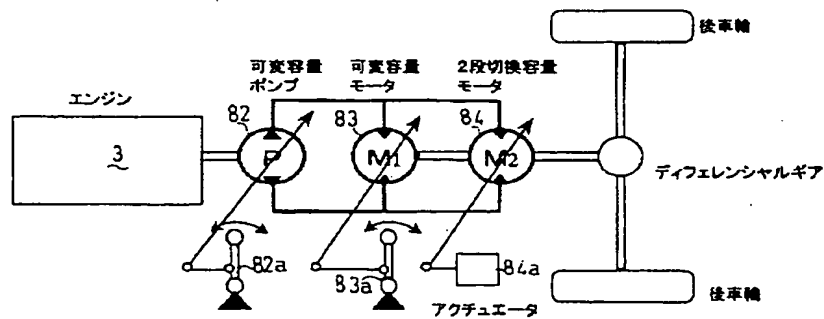 後車輪
可変容量
ポンプ
可変容量
モータ
2段切換容量
モータ
エンジン
82
83
84
3
P
M1
M2
ディフェレンシャルギア
82a
83a
84a
アクチュエータ
後車輪